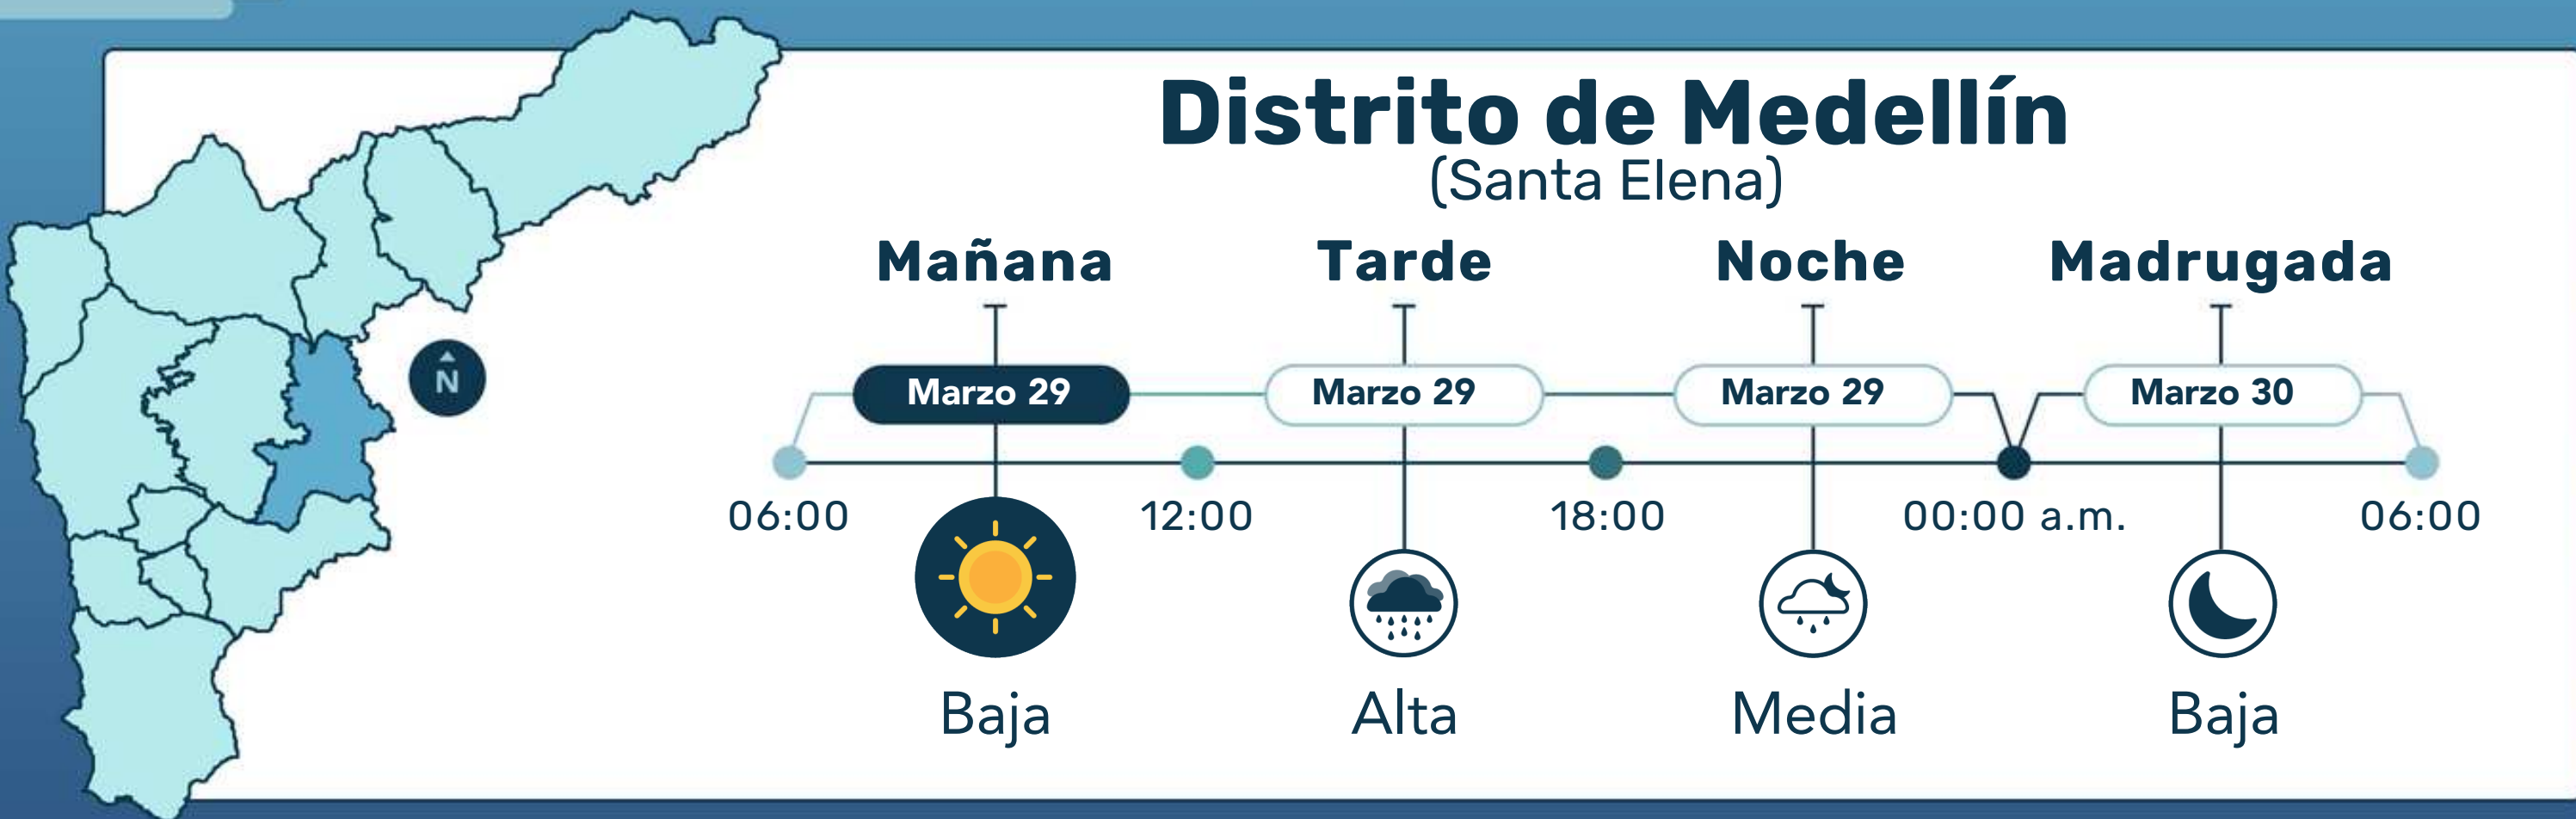 Distrito de Medellín
(Santa Elena)
Mañana Tarde Noche Madrugada
N
Marzo 29 Marzo 29 Marzo 29 Marzo 30
06:00 12:00 18:00 00:00 a.m. 06:00
Baja Alta Media Baja